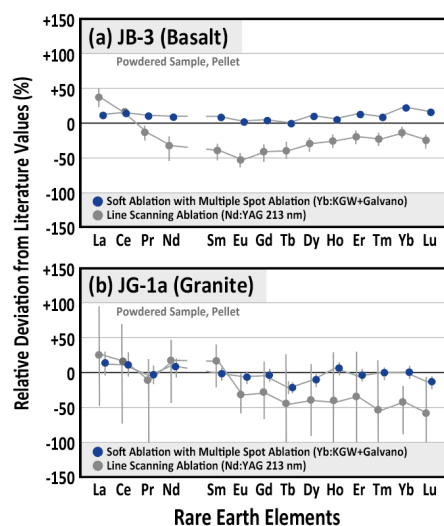 Relative Deviation from Literature Values (%)
(a) JB-3 (Basalt)
Powdered Sample, Pellet
+150
+100
+50
0
-50
-100
-150
Soft Ablation with Multiple Spot Ablation (Yb:KGW+Galvano)
Line Scanning Ablation (Nd:YAG 213 nm)
La Ce Pr Nd Sm Eu Gd Tb Dy Ho Er Tm Yb Lu
+150
(b) JG-1a (Granite)
Powdered Sample, Pellet
+100
+50
0
-50
-100
-150
Soft Ablation with Multiple Spot Ablation (Yb:KGW+Galvano)
Line Scanning Ablation (Nd:YAG 213 nm)
La Ce Pr Nd Sm Eu Gd Tb Dy Ho Er Tm Yb Lu
Rare Earth Elements